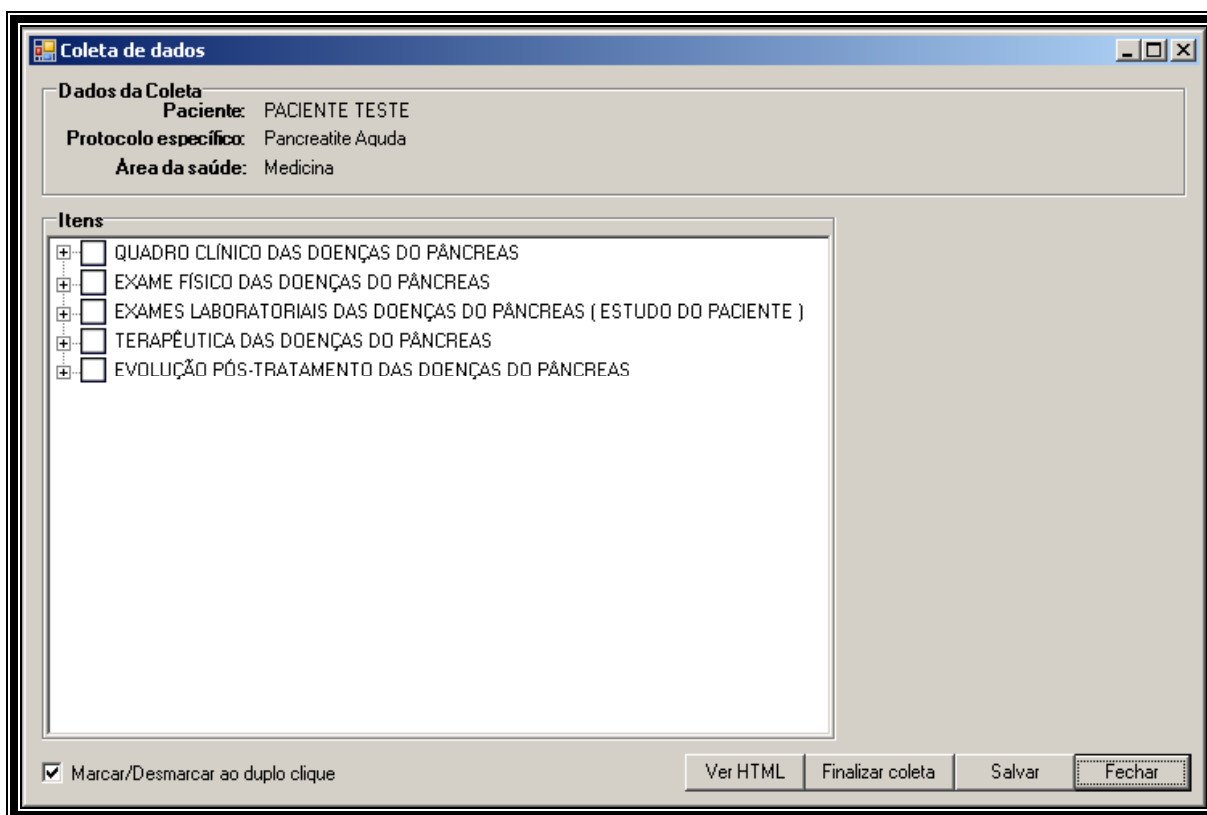 Coleta de dados
Dados da Coleta
Paciente: PACIENTE TESTE
Protocolo específico: Pancreatite Aguda
Área da saúde: Medicina
Itens
QUADRO CLÍNICO DAS DOENÇAS DO PÂNCREAS
EXAME FÍSICO DAS DOENÇAS DO PÂNCREAS
EXAMES LABORATORIAIS DAS DOENÇAS DO PÂNCREAS ( ESTUDO DO PACIENTE )
TERAPÊUTICA DAS DOENÇAS DO PÂNCREAS
EVOLUÇÃO PÓS-TRATAMENTO DAS DOENÇAS DO PÂNCREAS
Marcar/Desmarcar ao duplo clique
Ver HTML Finalizar coleta Salvar Fechar